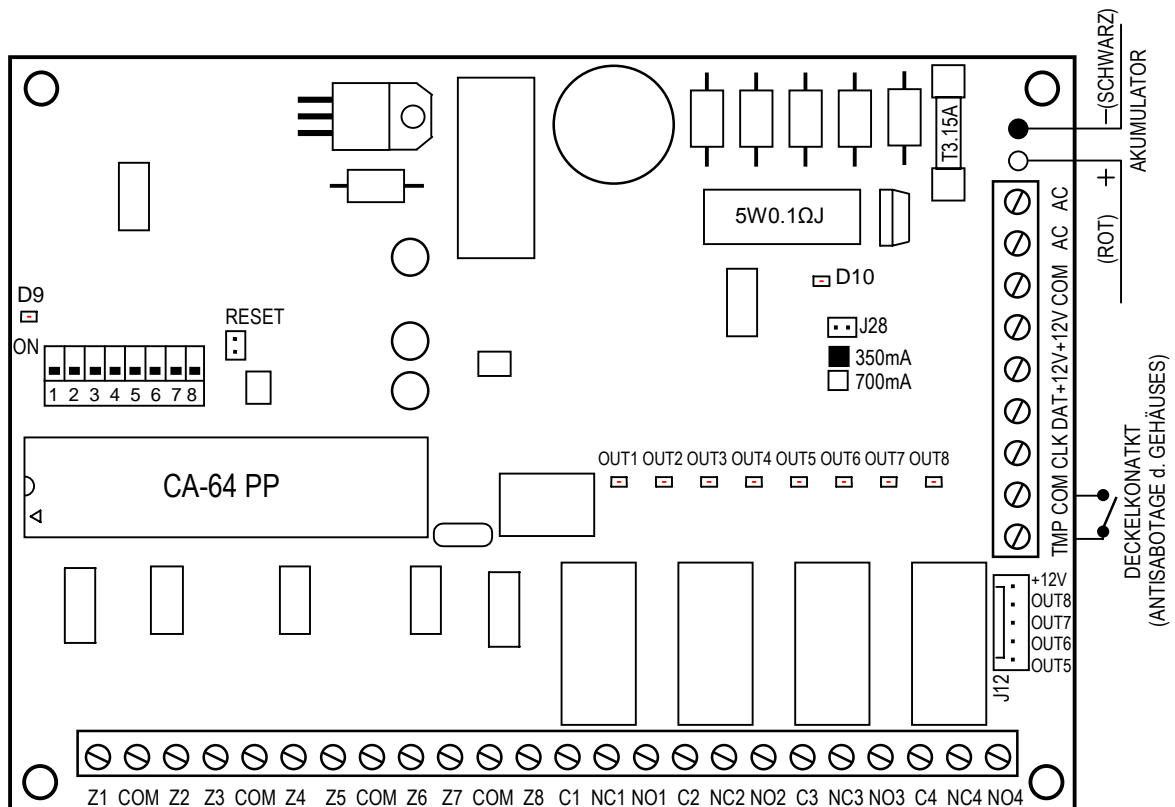 −(SCHWARZ)
AKUMULATOR
+
(ROT)
T3.15A
5W0.1ΩJ
AC
AC
COM
+12V
+12V
DAT
CLK
COM
TMP
D9
RESET
ON
1 2 3 4 5 6 7 8
D10
J28
350mA
700mA
DECKELKONATKT
(ANTISABOTAGE d. GEHÄUSES)
CA-64 PP
OUT1 OUT2 OUT3 OUT4 OUT5 OUT6 OUT7 OUT8
+12V
OUT8
OUT7
OUT6
OUT5
J12
Z1 COM Z2 Z3 COM Z4 Z5 COM Z6 Z7 COM Z8 C1 NC1 NO1 C2 NC2 NO2 C3 NC3 NO3 C4 NC4 NO4